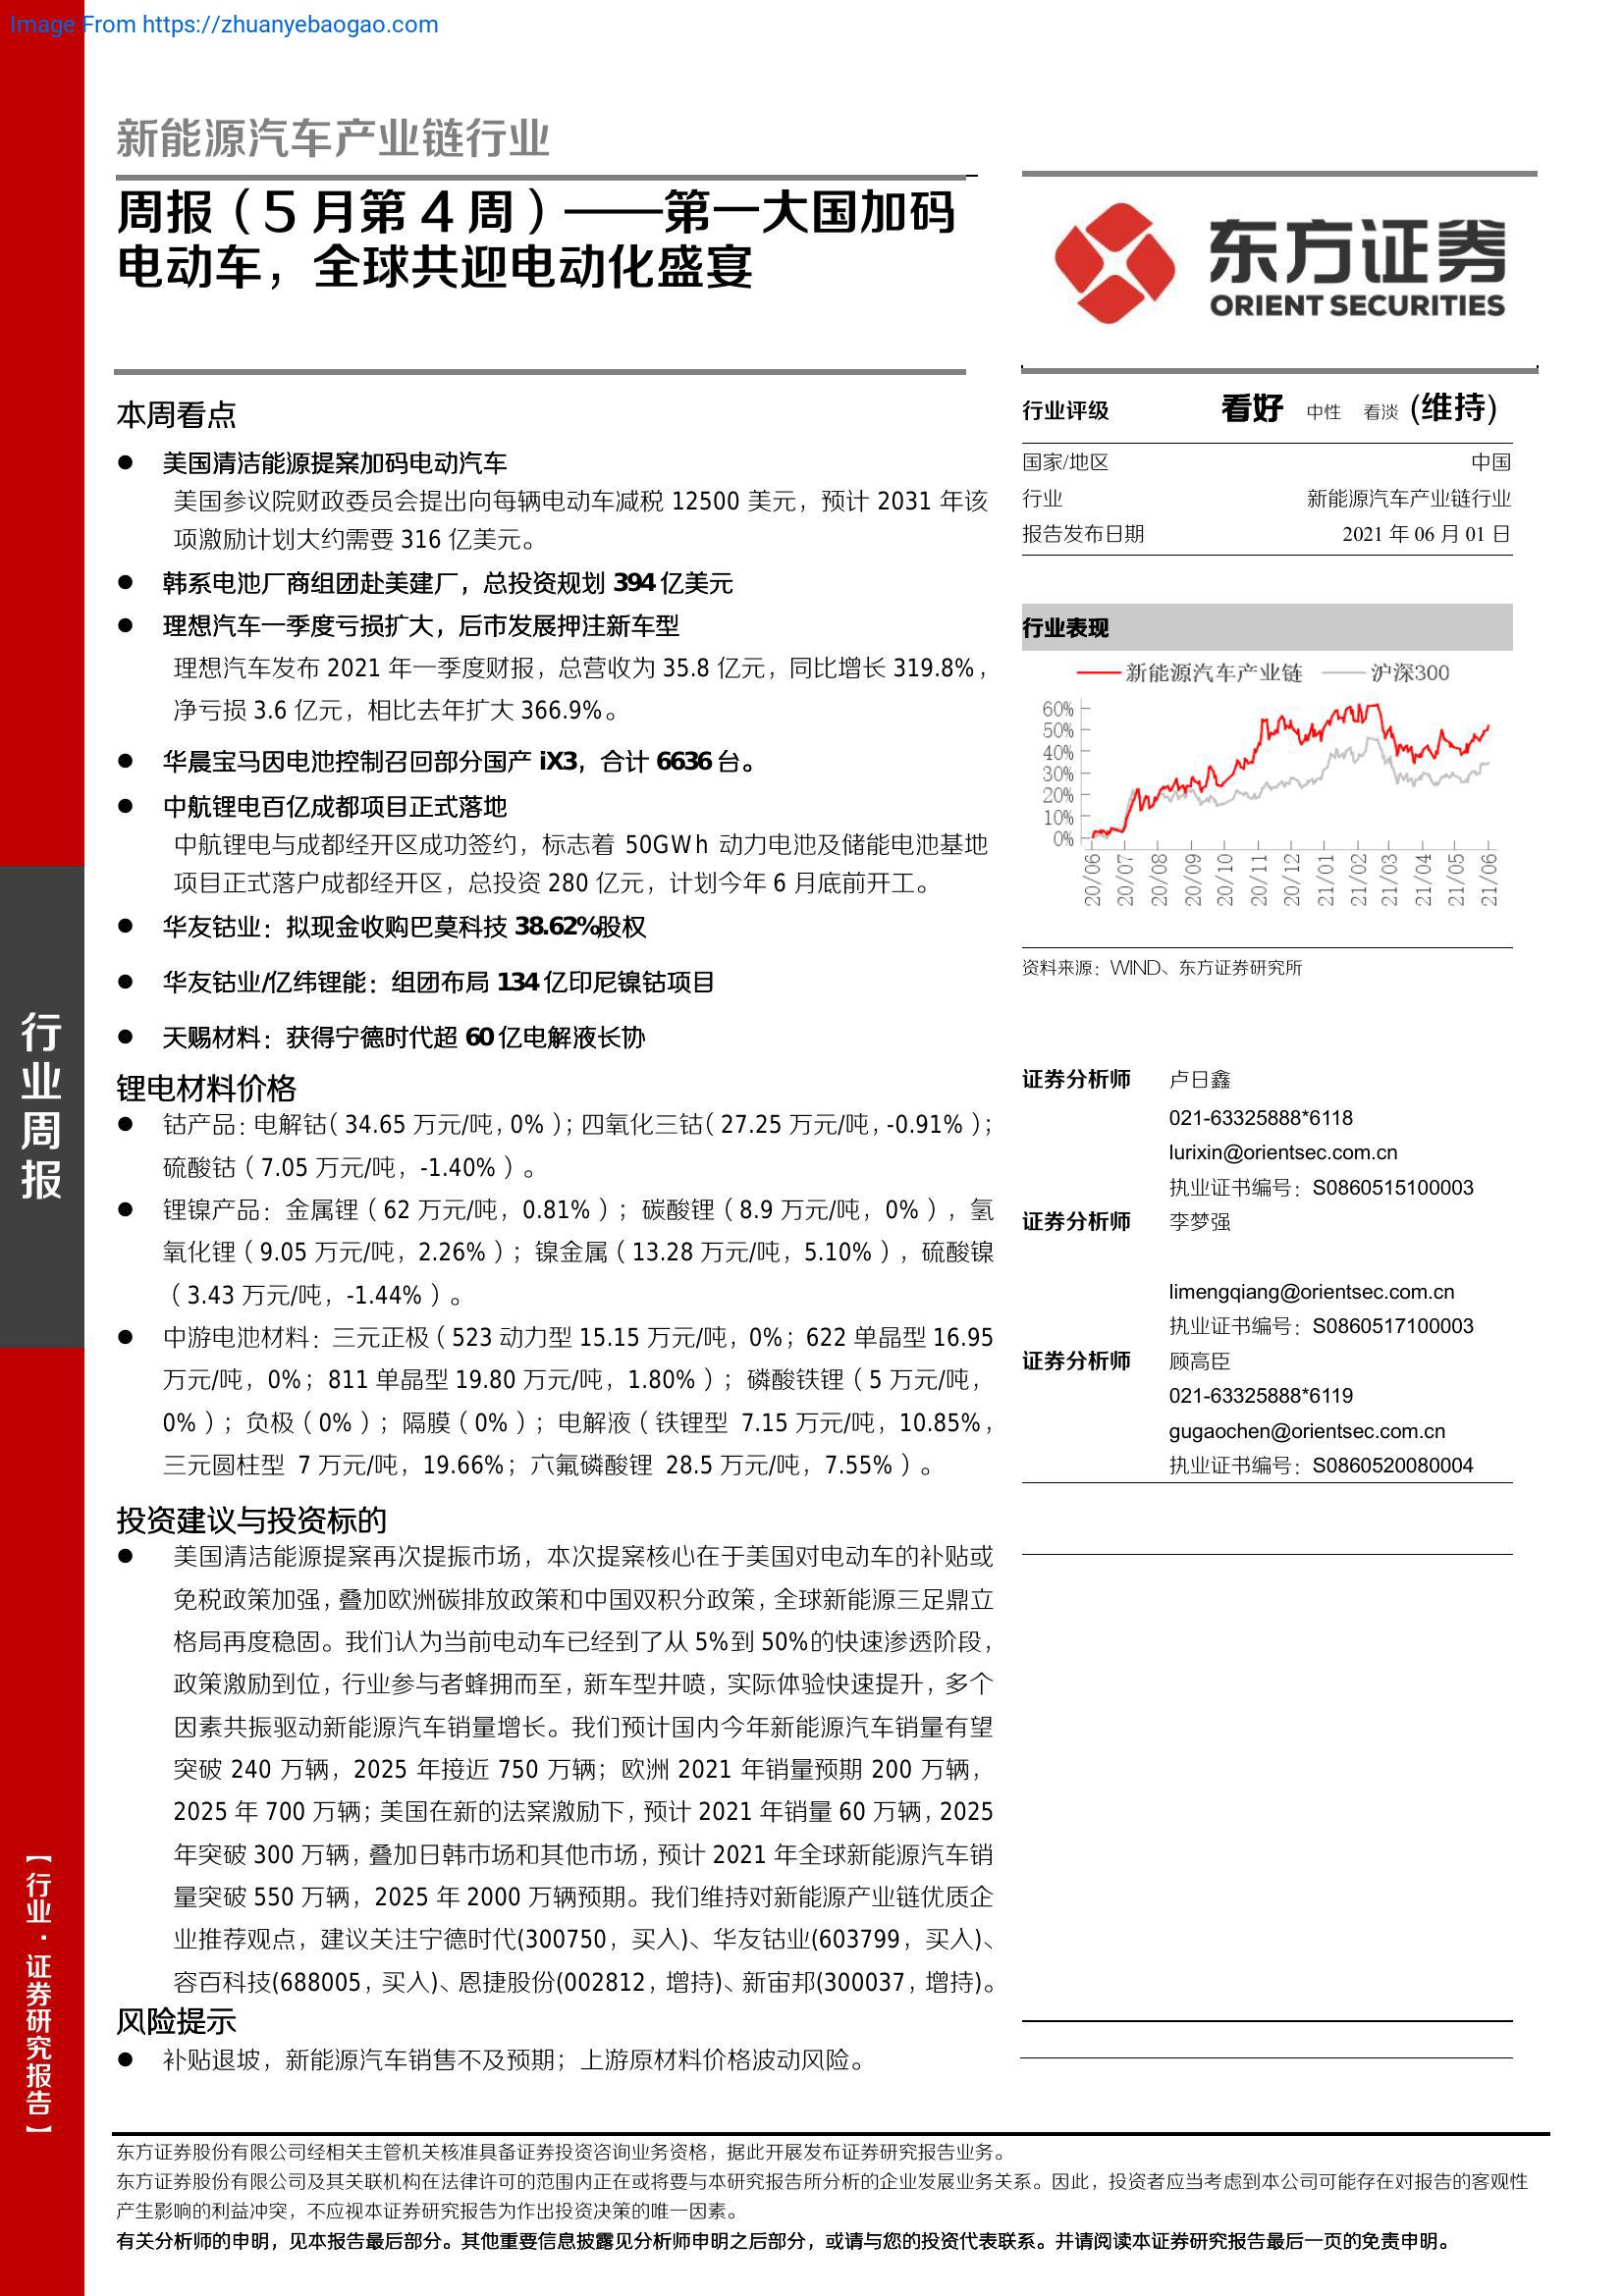 Image From https://zhuanyebaogao.com
新能源汽车产业链行业
周报（5 月第 4 周）——第一大国加码
电动车，全球共迎电动化盛宴
东方证券
ORIENT SECURITIES
本周看点
● 美国清洁能源提案加码电动汽车
美国参议院财政委员会提出向每辆电动车减税 12500 美元，预计 2031 年该
项激励计划大约需要 316 亿美元。
● 韩系电池厂商组团赴美建厂，总投资规划 394 亿美元
● 理想汽车一季度亏损扩大，后市发展押注新车型
理想汽车发布 2021 年一季度财报，总营收为 35.8 亿元，同比增长 319.8%，
净亏损 3.6 亿元，相比去年扩大 366.9%。
● 华晨宝马因电池控制召回部分国产 iX3，合计 6636 台。
● 中航锂电百亿成都项目正式落地
中航锂电与成都经开区成功签约，标志着 50GWh 动力电池及储能电池基地
项目正式落户成都经开区，总投资 280 亿元，计划今年 6 月底前开工。
● 华友钴业：拟现金收购巴莫科技 38.62%股权
● 华友钴业/亿纬锂能：组团布局 134 亿印尼镍钴项目
● 天赐材料：获得宁德时代超 60 亿电解液长协
锂电材料价格
● 钴产品：电解钴（34.65 万元/吨，0%）；四氧化三钴（27.25 万元/吨，-0.91%）；
硫酸钴（7.05 万元/吨，-1.40%）。
● 锂镍产品：金属锂（62 万元/吨，0.81%）；碳酸锂（8.9 万元/吨，0%），氢
氧化锂（9.05 万元/吨，2.26%）；镍金属（13.28 万元/吨，5.10%），硫酸镍
（3.43 万元/吨，-1.44%）。
● 中游电池材料：三元正极（523 动力型 15.15 万元/吨，0%；622 单晶型 16.95
万元/吨，0%；811 单晶型 19.80 万元/吨，1.80%）；磷酸铁锂（5 万元/吨，
0%）；负极（0%）；隔膜（0%）；电解液（铁锂型 7.15 万元/吨，10.85%，
三元圆柱型 7 万元/吨，19.66%；六氟磷酸锂 28.5 万元/吨，7.55%）。
投资建议与投资标的
● 美国清洁能源提案再次提振市场，本次提案核心在于美国对电动车的补贴或
免税政策加强，叠加欧洲碳排放政策和中国双积分政策，全球新能源三足鼎立
格局再度稳固。我们认为当前电动车已经到了从 5%到 50%的快速渗透阶段，
政策激励到位，行业参与者蜂拥而至，新车型井喷，实际体验快速提升，多个
因素共振驱动新能源汽车销量增长。我们预计国内今年新能源汽车销量有望
突破 240 万辆，2025 年接近 750 万辆；欧洲 2021 年销量预期 200 万辆，
2025 年 700 万辆；美国在新的法案激励下，预计 2021 年销量 60 万辆，2025
年突破 300 万辆，叠加日韩市场和其他市场，预计 2021 年全球新能源汽车销
量突破 550 万辆，2025 年 2000 万辆预期。我们维持对新能源产业链优质企
业推荐观点，建议关注宁德时代(300750，买入)、华友钴业(603799，买入)、
容百科技(688005，买入)、恩捷股份(002812，增持)、新宙邦(300037，增持)。
风险提示
● 补贴退坡，新能源汽车销售不及预期；上游原材料价格波动风险。
行业评级 看好 中性 看淡 (维持)
国家/地区 中国
行业 新能源汽车产业链行业
报告发布日期 2021 年 06 月 01 日
行业表现
新能源汽车产业链 沪深300
60%
50%
40%
30%
20%
10%
0%
20/06 20/07 20/08 20/09 20/10 20/11 20/12 21/01 21/02 21/03 21/04 21/05 21/06
资料来源：WIND、东方证券研究所
证券分析师 卢日鑫
021-63325888*6118
lurixin@orientsec.com.cn
执业证书编号：S0860515100003
证券分析师 李梦强
limengqiang@orientsec.com.cn
执业证书编号：S0860517100003
证券分析师 顾高臣
021-63325888*6119
gugaochen@orientsec.com.cn
执业证书编号：S0860520080004
行业周报
【行业·证券研究报告】
东方证券股份有限公司经相关主管机关核准具备证券投资咨询业务资格，据此开展发布证券研究报告业务。
东方证券股份有限公司及其关联机构在法律许可的范围内正在或将要与本研究报告所分析的企业发展业务关系。因此，投资者应当考虑到本公司可能存在对报告的客观性
产生影响的利益冲突，不应视本证券研究报告为作出投资决策的唯一因素。
有关分析师的申明，见本报告最后部分。其他重要信息披露见分析师申明之后部分，或请与您的投资代表联系。并请阅读本证券研究报告最后一页的免责申明。